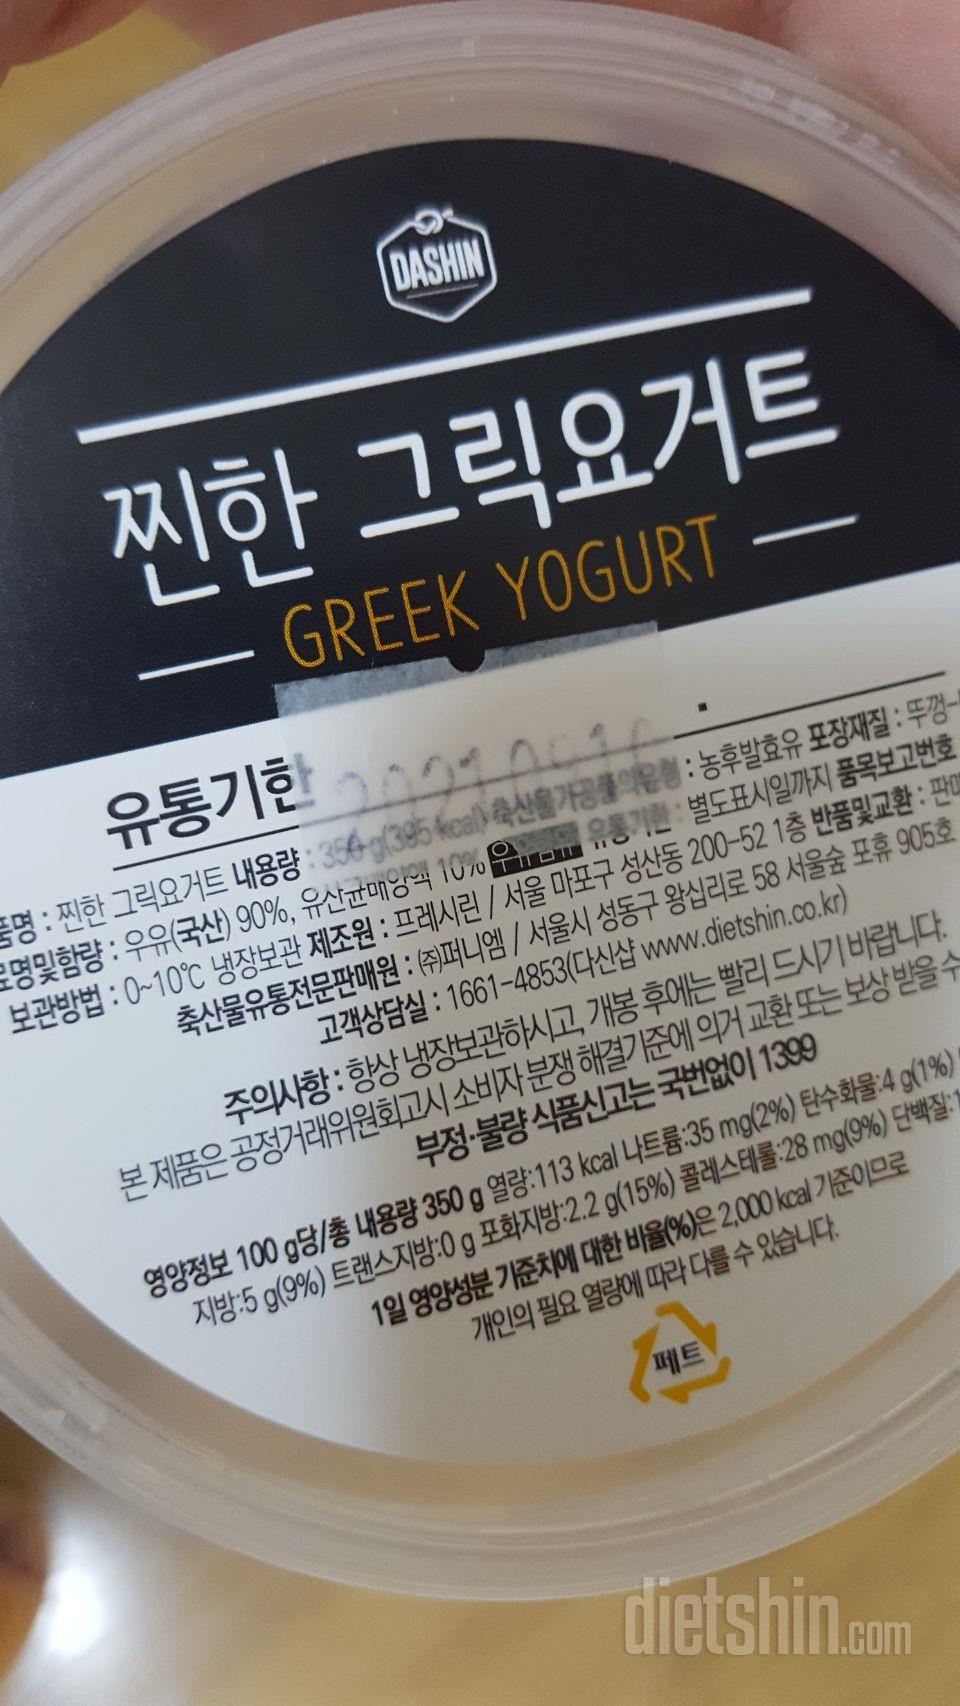 DASHIN
찐한 그릭요거트
GREEK YOGURT
유통기한
품명 : 찐한 그릭요거트 내용량 : 350 g(395 kcal) 축산물가공품의유형 : 농후발효유 포장재질 : 뚜껑-
및함량 : 우유(국산) 90%, 유산균배양액 10% 우유함유 유통기한 : 별도표시일까지 품목보고번호
보관방법 : 0~10℃ 냉장보관 제조원 : 프레시린 / 서울 마포구 성산동 200-52 1층 반품및교환 : 판매
축산물유통전문판매원 : ㈜퍼니엠 / 서울시 성동구 왕십리로 58 서울숲 포휴 905호
고객상담실 : 1661-4853(다신샵 www.dietshin.co.kr)
주의사항 : 항상 냉장보관하시고, 개봉 후에는 빨리 드시기 바랍니다.
본 제품은 공정거래위원회고시 소비자 분쟁 해결기준에 의거 교환 또는 보상 받을 수
부정·불량 식품신고는 국번없이 1399
영양정보 100 g당/총 내용량 350 g 열량:113 kcal 나트륨:35 mg(2%) 탄수화물:4 g(1%)
지방:5 g(9%) 트랜스지방:0 g 포화지방:2.2 g(15%) 콜레스테롤:28 mg(9%) 단백질:
1일 영양성분 기준치에 대한 비율(%)은 2,000 kcal 기준이므로
개인의 필요 열량에 따라 다를 수 있습니다.
페트
dietshin.com